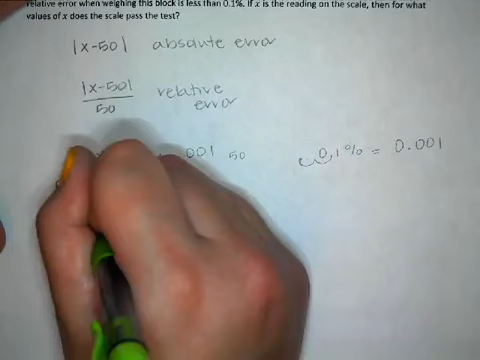 relative error when weighing this block is less than 0.1%. If x is the reading on the scale, then for what
values of x does the scale pass the test?
|x-50| absolute error
|x-50| relative
50 error
001 50 0.1% = 0.001